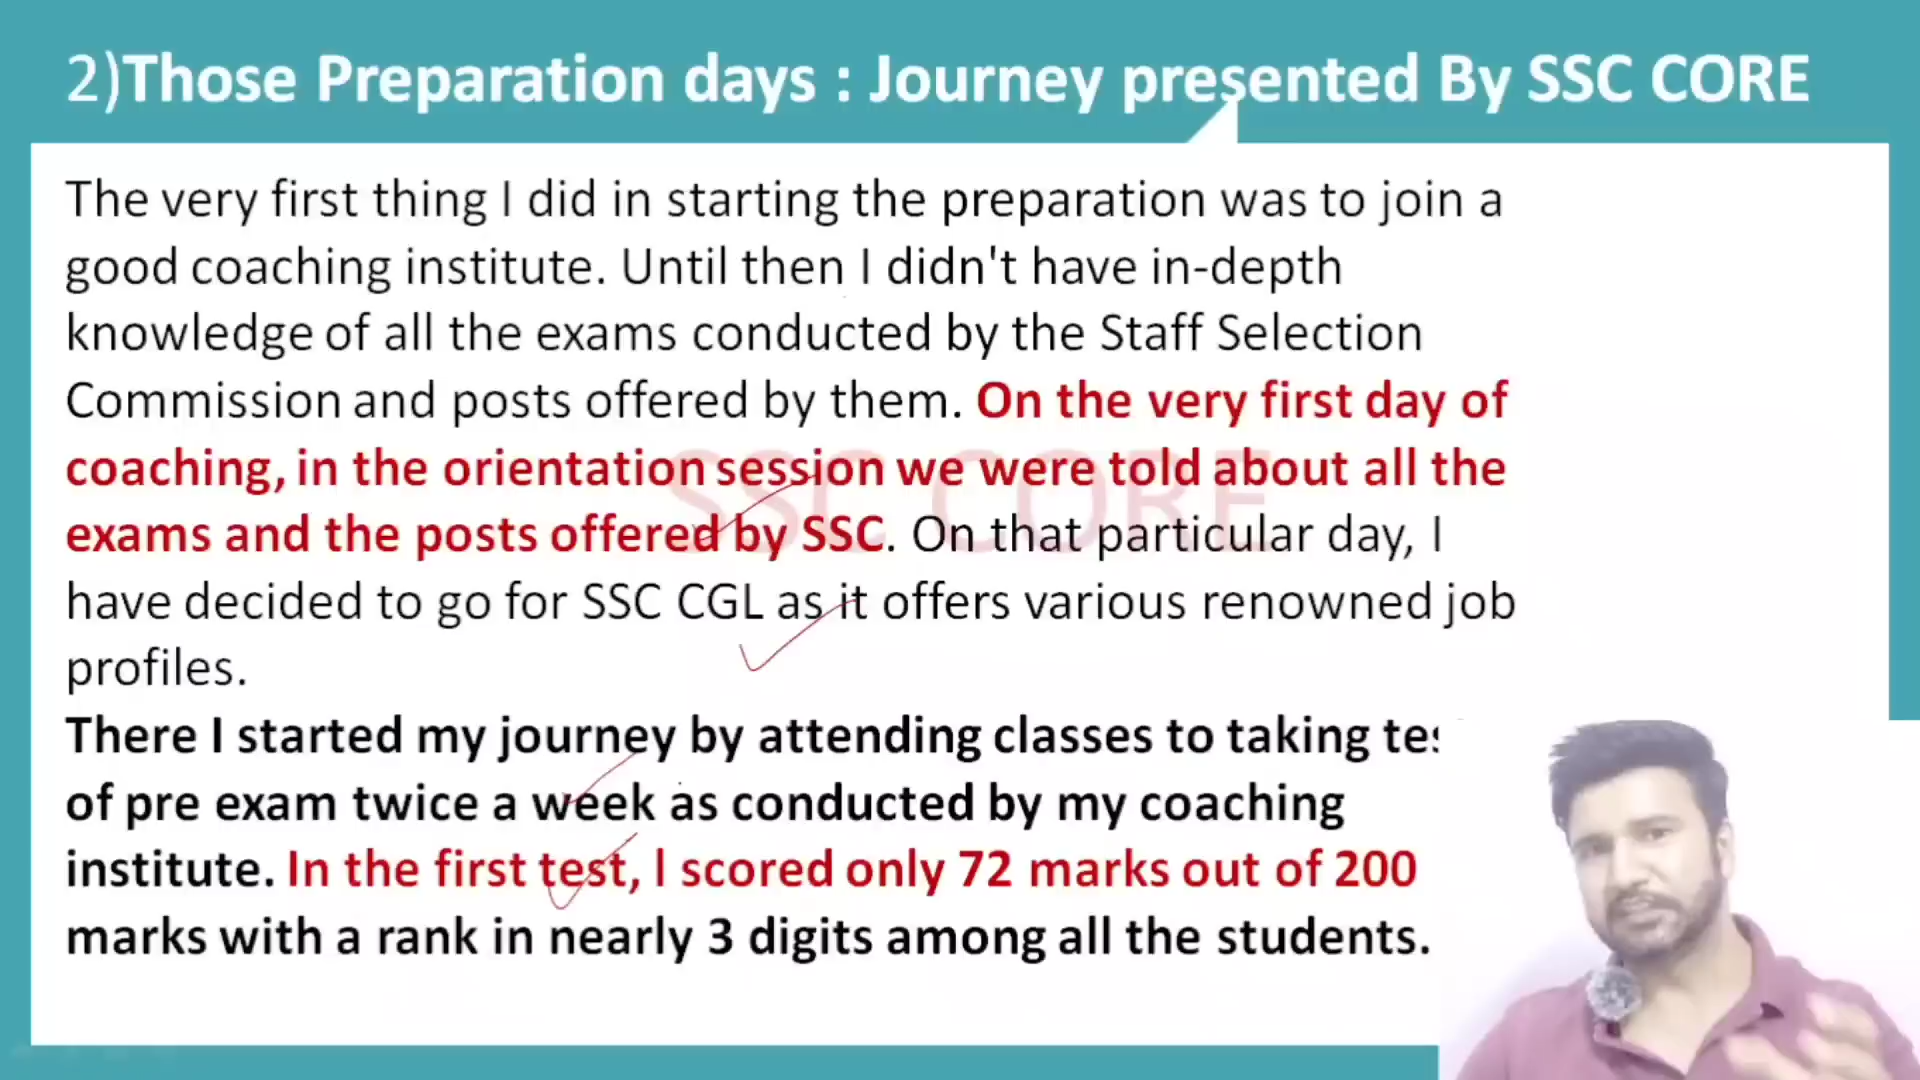 2)Those Preparation days : Journey presented By SSC CORE
The very first thing I did in starting the preparation was to join a
good coaching institute. Until then I didn't have in-depth
knowledge of all the exams conducted by the Staff Selection
Commission and posts offered by them. On the very first day of
coaching, in the orientation session we were told about all the
exams and the posts offered by SSC. On that particular day, I
have decided to go for SSC CGL as it offers various renowned job
profiles.
There I started my journey by attending classes to taking
of pre exam twice a week as conducted by my coaching
institute. In the first test, I scored only 72 marks out of 200
marks with a rank in nearly 3 digits among all the students.
SSC CORE